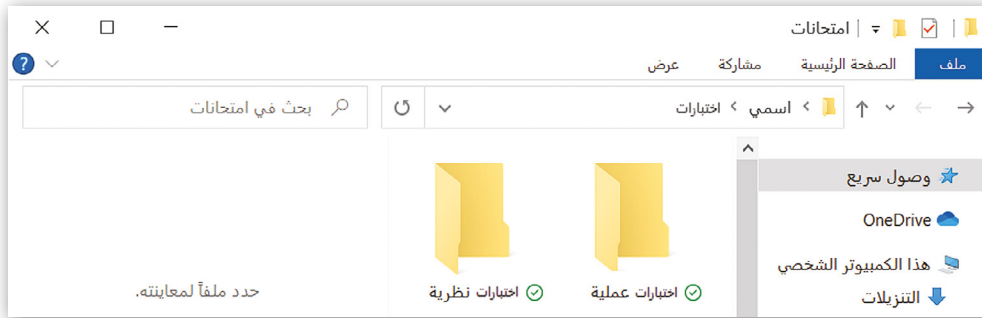 امتحانات
ملف الصفحة الرئيسية مشاركة عرض
اسمي اختبارات
بحث في امتحانات
وصول سريع
OneDrive
هذا الكمبيوتر الشخصي
التنزيلات
اختبارات عملية
اختبارات نظرية
حدد ملفاً لمعاينته.